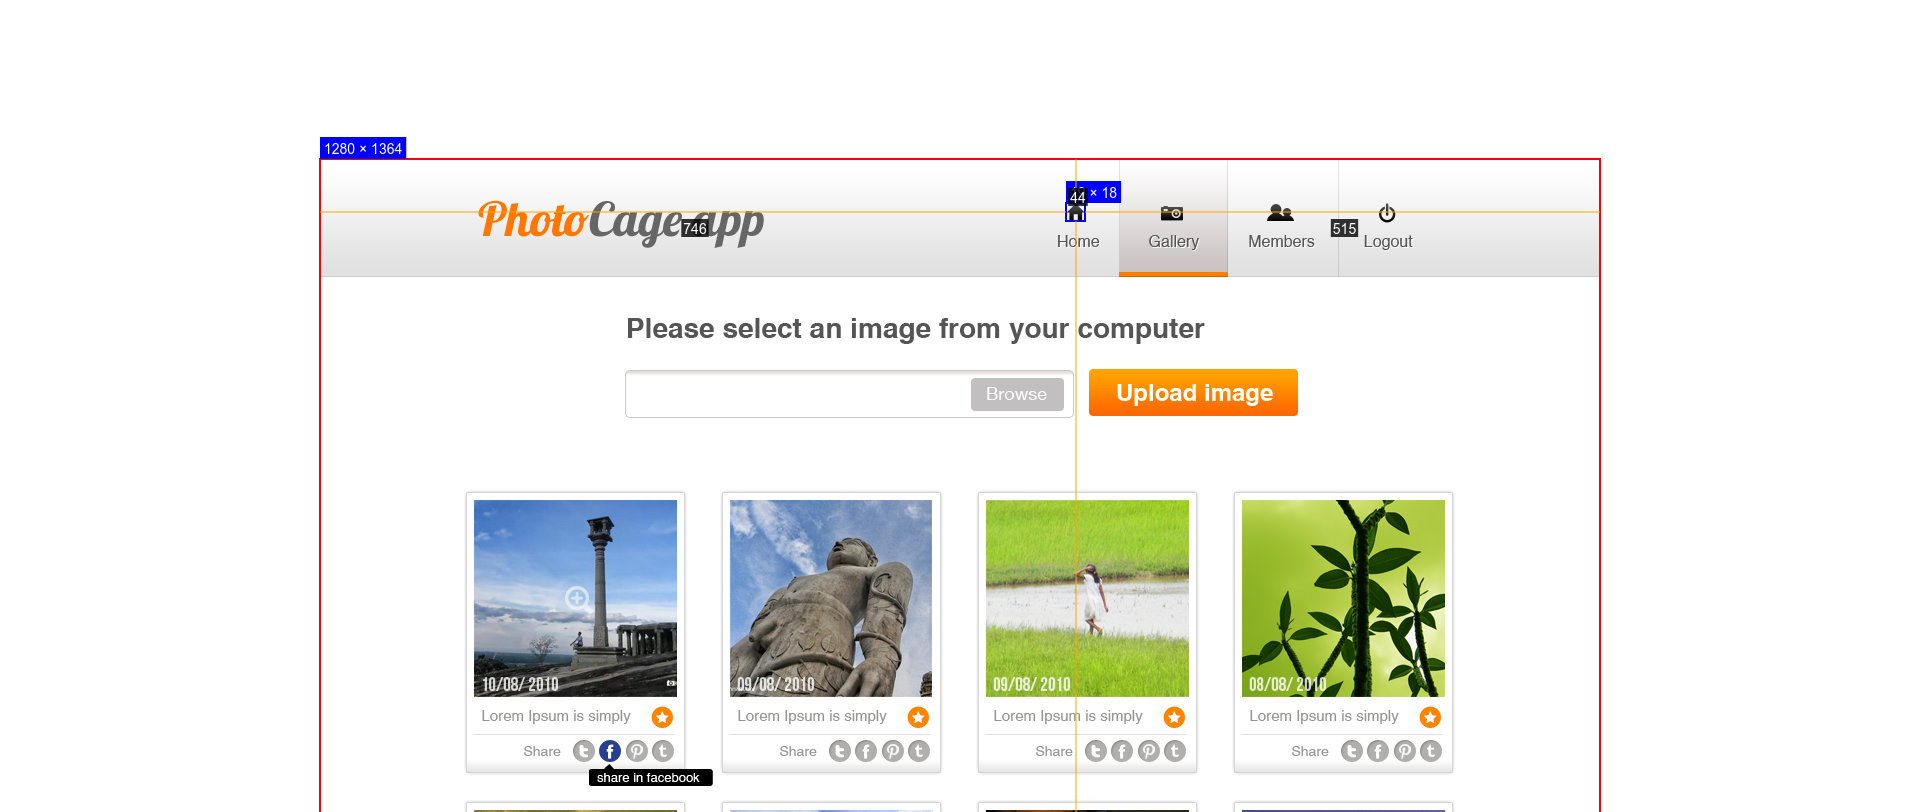 1280 × 1364
× 18
44
PhotoCage app
746
515
Home
Gallery
Members
Logout
Please select an image from your computer
Browse
Upload image
10/08/ 2010
09/08/ 2010
09/08/ 2010
08/08/ 2010
Lorem Ipsum is simply
Lorem Ipsum is simply
Lorem Ipsum is simply
Lorem Ipsum is simply
Share
Share
Share
Share
share in facebook